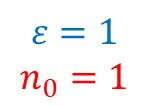 ε = 1
n₀ = 1